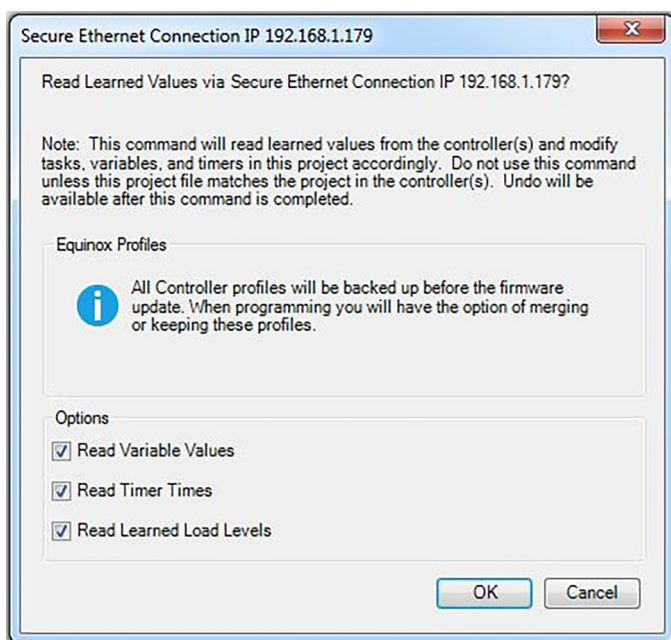 Secure Ethernet Connection IP 192.168.1.179
Read Learned Values via Secure Ethernet Connection IP 192.168.1.179?
Note:  This command will read learned values from the controller(s) and modify
tasks, variables, and timers in this project accordingly.  Do not use this command
unless this project file matches the project in the controller(s).  Undo will be
available after this command is completed.
Equinox Profiles
All Controller profiles will be backed up before the firmware
update. When programming you will have the option of merging
or keeping these profiles.
Options
Read Variable Values
Read Timer Times
Read Learned Load Levels
OK
Cancel